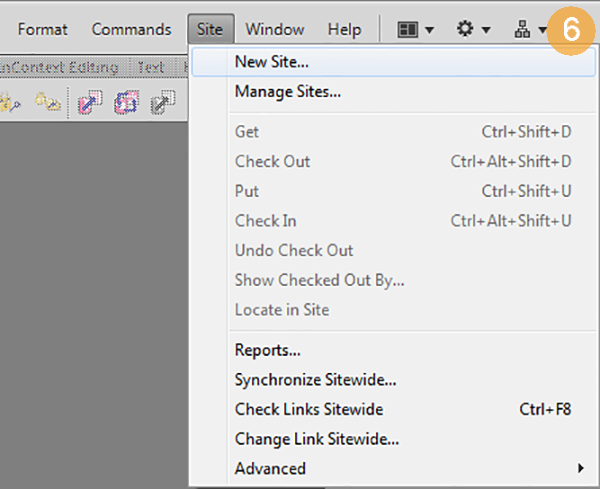 Format Commands Site Window Help 6
nContext Editing Text
New Site...
Manage Sites...
Get Ctrl+Shift+D
Check Out Ctrl+Alt+Shift+D
Put Ctrl+Shift+U
Check In Ctrl+Alt+Shift+U
Undo Check Out
Show Checked Out By...
Locate in Site
Reports...
Synchronize Sitewide...
Check Links Sitewide Ctrl+F8
Change Link Sitewide...
Advanced